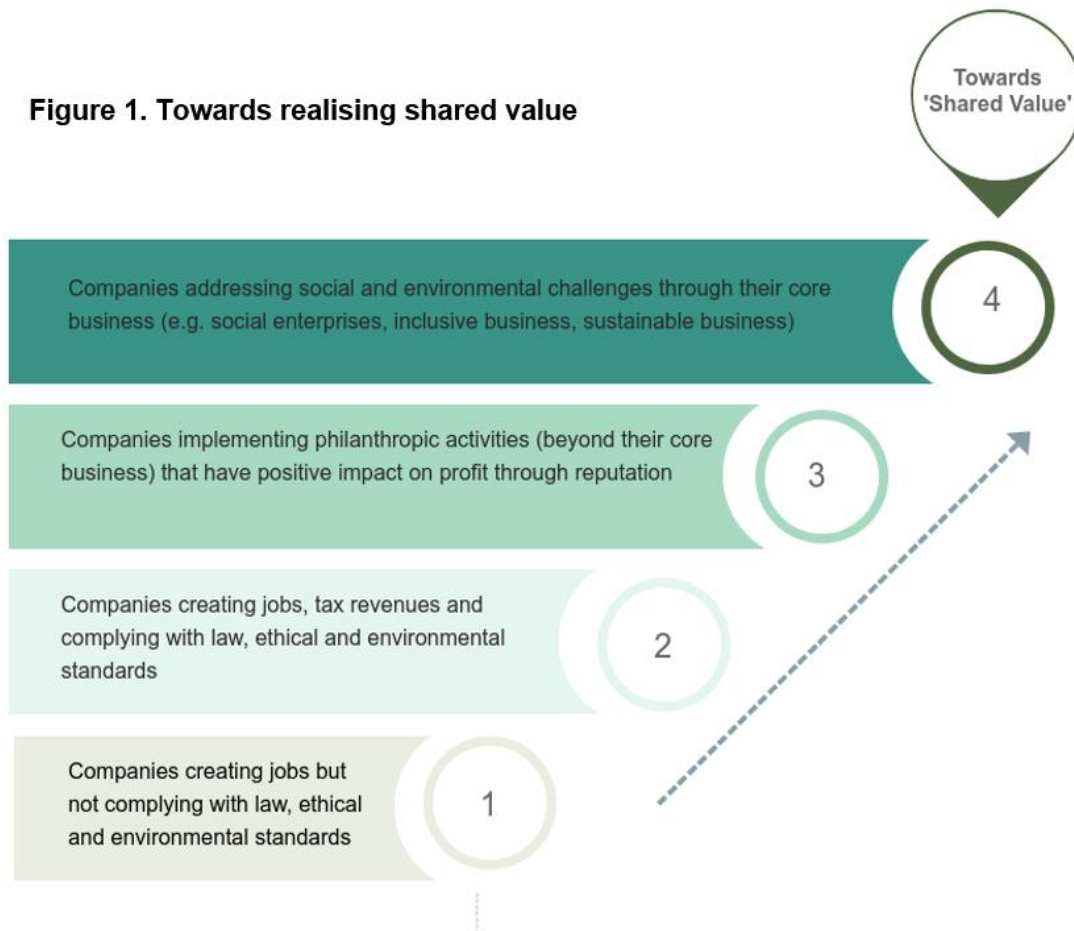 Towards
'Shared Value'
Figure 1. Towards realising shared value
Companies addressing social and environmental challenges through their core
business (e.g. social enterprises, inclusive business, sustainable business)
4
Companies implementing philanthropic activities (beyond their core
business) that have positive impact on profit through reputation
3
Companies creating jobs, tax revenues and
complying with law, ethical and environmental
standards
2
Companies creating jobs but
not complying with law, ethical
and environmental standards
1